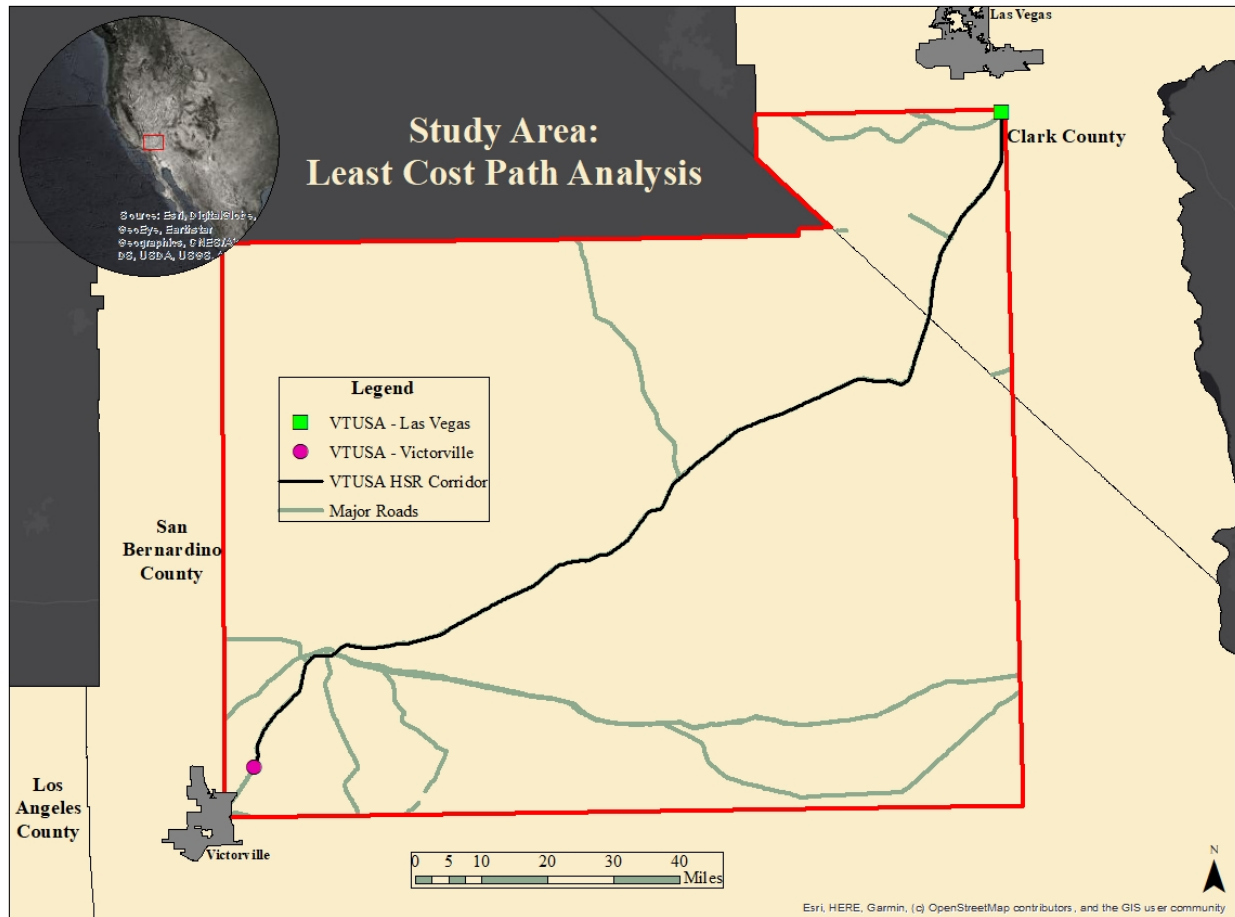 Las Vegas
Study Area:
Least Cost Path Analysis
Clark County
Source: Esri, DigitalGlobe,
GeoEye, Earthstar
Geographics, CNES/Airbus
DS, USDA, USGS,
Legend
VTUSA - Las Vegas
VTUSA - Victorville
VTUSA HSR Corridor
Major Roads
San
Bernardino
County
Los
Angeles
County
Victorville
0 5 10 20 30 40
Miles
N
Esri, HERE, Garmin, (c) OpenStreetMap contributors, and the GIS user community